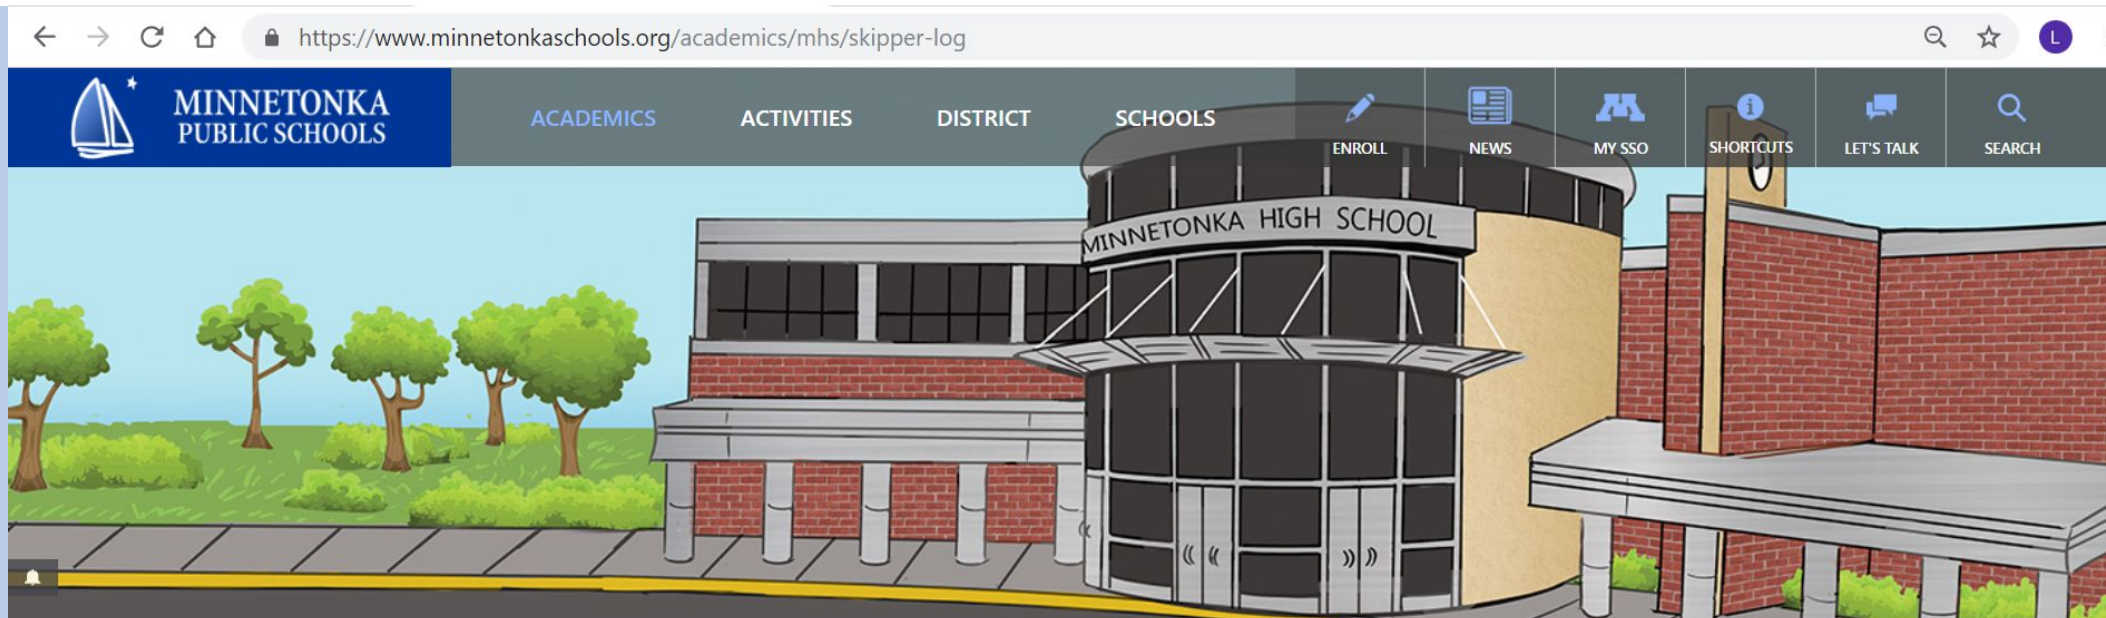 https://www.minnetonkaschools.org/academics/mhs/skipper-log
L
MINNETONKA
PUBLIC SCHOOLS
ACADEMICS
ACTIVITIES
DISTRICT
SCHOOLS
ENROLL
NEWS
MY SSO
SHORTCUTS
LET'S TALK
SEARCH
MINNETONKA HIGH SCHOOL